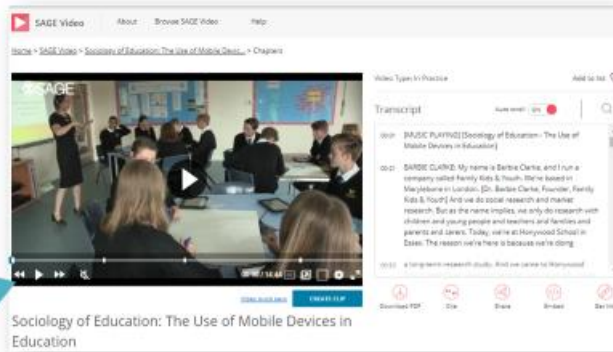 SAGE Video
About
Browse SAGE Video
Help
Home > SAGE Video > Sociology of Education: The Use of Mobile Devic... > Chapters
SAGE
Sociology of Education: The Use of Mobile Devices in
Education
Video Type: In Practice
Add to list
Transcript
Auto-scroll: ON
[MUSIC PLAYING] [Sociology of Education - The Use of
Mobile Devices in Education]
BARBIE CLARKE: My name is Barbie Clarke, and I run a
company called Family Kids & Youth. We're based in
Marylebone in London. [Dr. Barbie Clarke, Founder, Family
Kids & Youth] And we do social research and market
research. But as the name implies, we only do research with
children and young people and teachers and families and
parents and carers. Today, we're at Honywood School in
Essex. The reason we're here is because we're doing
a long-term research study. And we came to Honywood
CREATE CLIP
Download PDF
Cite
Share
Embed